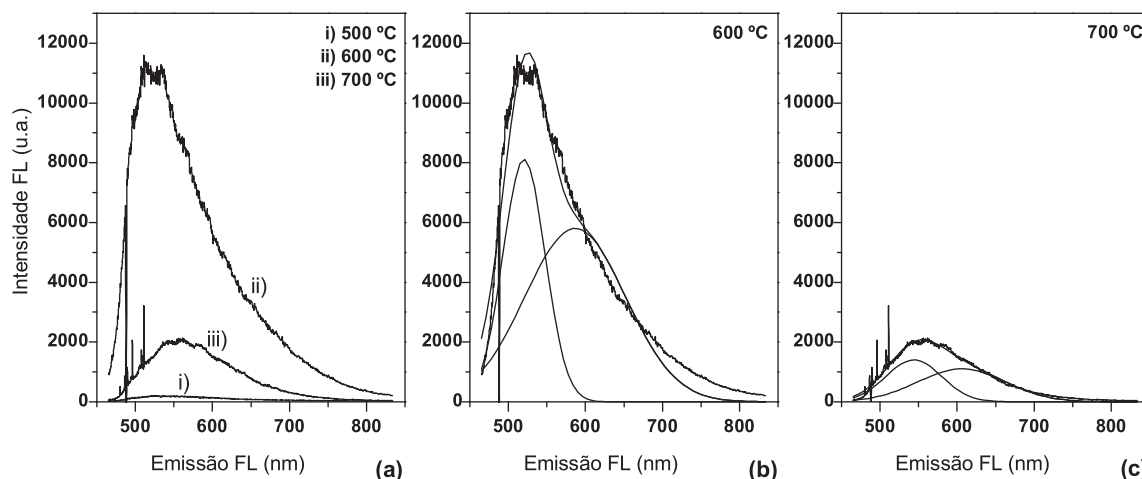 i) 500 ºC
ii) 600 ºC
iii) 700 ºC
600 ºC
700 ºC
12000
10000
8000
6000
4000
2000
0
Intensidade FL (u.a.)
ii)
iii)
i)
500 600 700 800
Emissão FL (nm)
(a)
12000
10000
8000
6000
4000
2000
0
500 600 700 800
Emissão FL (nm)
(b)
12000
10000
8000
6000
4000
2000
0
500 600 700 800
Emissão FL (nm)
(c)